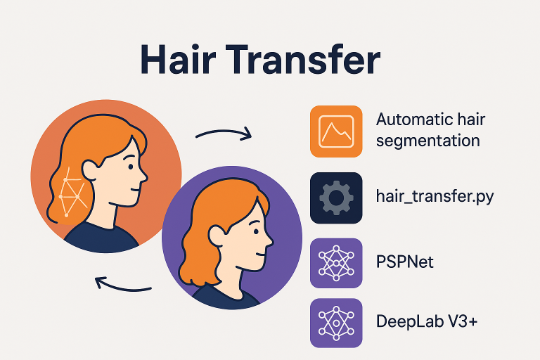 Hair Transfer
Automatic hair
segmentation
hair_transfer.py
PSPNet
DeepLab V3+